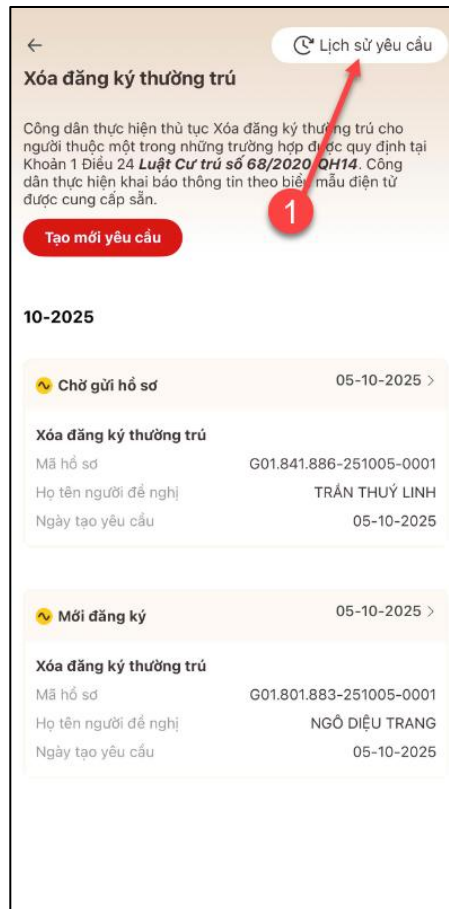 Lịch sử yêu cầu
Xóa đăng ký thường trú
Công dân thực hiện thủ tục Xóa đăng ký thường trú cho
người thuộc một trong những trường hợp được quy định tại
Khoản 1 Điều 24 Luật Cư trú số 68/2020/QH14. Công
dân thực hiện khai báo thông tin theo biểu mẫu điện tử
được cung cấp sẵn.
1
Tạo mới yêu cầu
10-2025
Chờ gửi hồ sơ 05-10-2025
Xóa đăng ký thường trú
Mã hồ sơ G01.841.886-251005-0001
Họ tên người đề nghị TRẦN THUÝ LINH
Ngày tạo yêu cầu 05-10-2025
Mới đăng ký 05-10-2025
Xóa đăng ký thường trú
Mã hồ sơ G01.801.883-251005-0001
Họ tên người đề nghị NGÔ DIỆU TRANG
Ngày tạo yêu cầu 05-10-2025